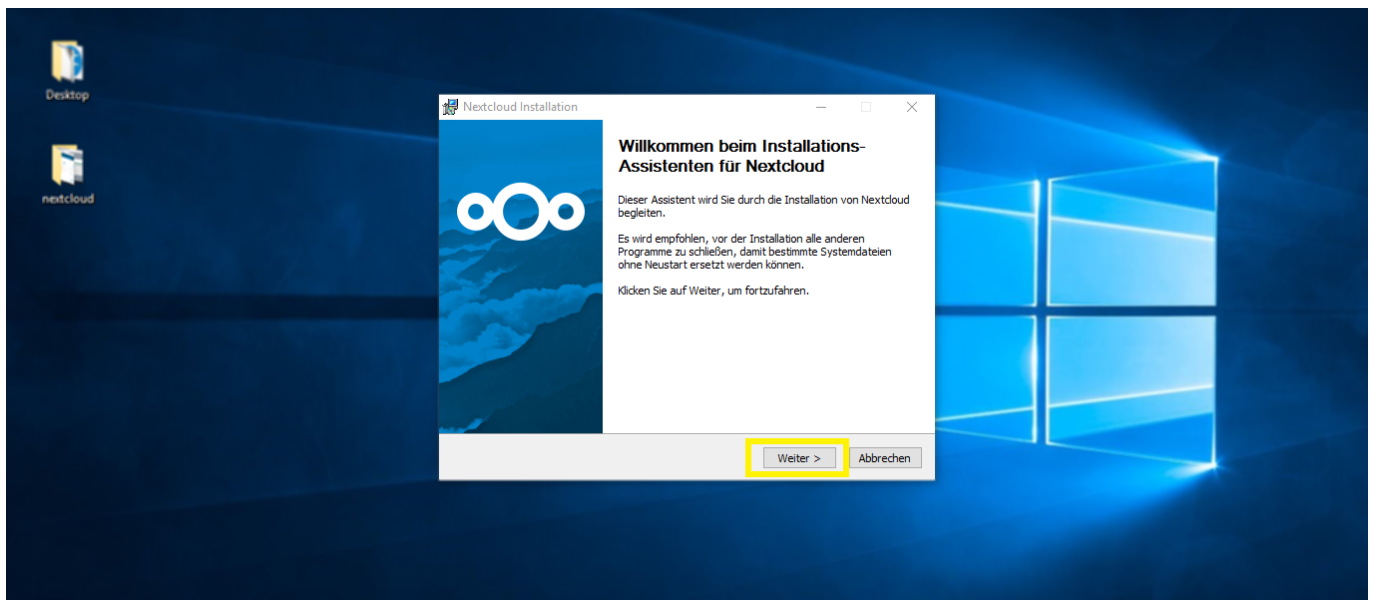 Desktop
nextcloud
Nextcloud Installation
Willkommen beim Installations-
Assistenten für Nextcloud
Dieser Assistent wird Sie durch die Installation von Nextcloud
begleiten.
Es wird empfohlen, vor der Installation alle anderen
Programme zu schließen, damit bestimmte Systemdateien
ohne Neustart ersetzt werden können.
Klicken Sie auf Weiter, um fortzufahren.
Weiter >
Abbrechen